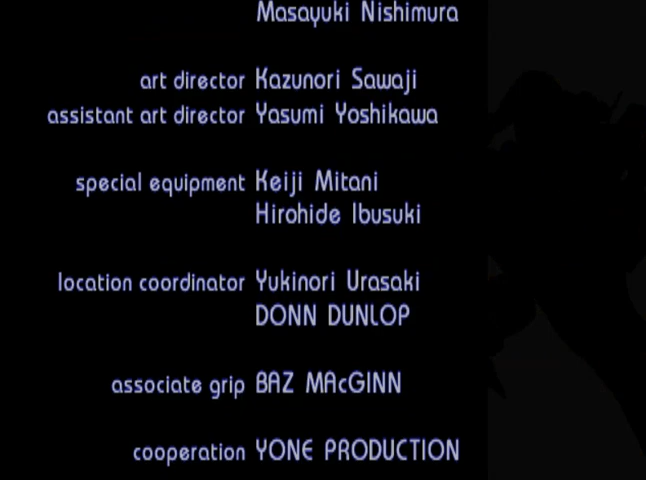 Masayuki Nishimura
art director Kazunori Sawaji
assistant art director Yasumi Yoshikawa
special equipment Keiji Mitani
Hirohide Ibusuki
location coordinator Yukinori Urasaki
DONN DUNLOP
associate grip BAZ MAcGINN
cooperation YONE PRODUCTION